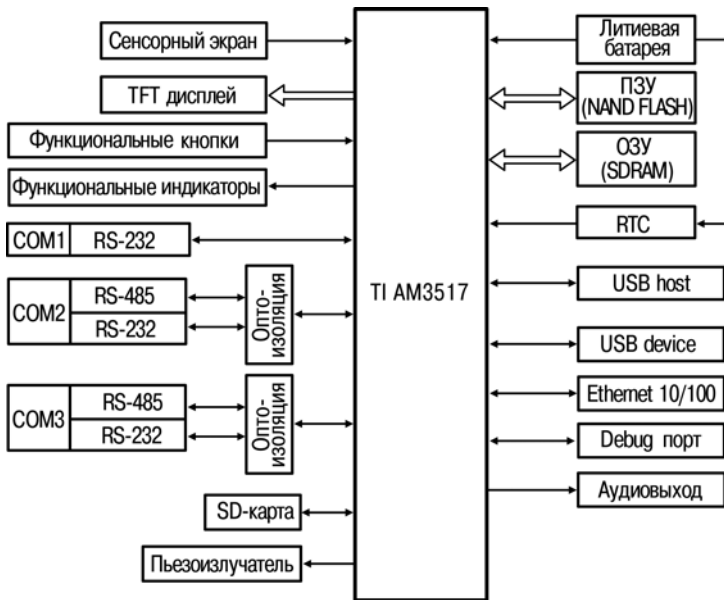 Сенсорный экран
TFT дисплей
Функциональные кнопки
Функциональные индикаторы
COM1 RS-232
COM2
RS-485
RS-232
Опто-
изоляция
COM3
RS-485
RS-232
Опто-
изоляция
SD-карта
Пьезоизлучатель
TI AM3517
Литиевая
батарея
ПЗУ
(NAND FLASH)
ОЗУ
(SDRAM)
RTC
USB host
USB device
Ethernet 10/100
Debug порт
Аудиовыход